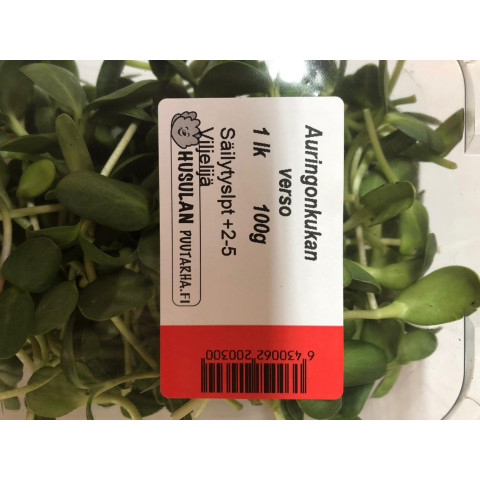 Auringonkukan
verso
1 lk 100g
Säilytyslpt +2-5
Viljelijä
HUSULAN PUUTARHA.FI
6 430062 200300